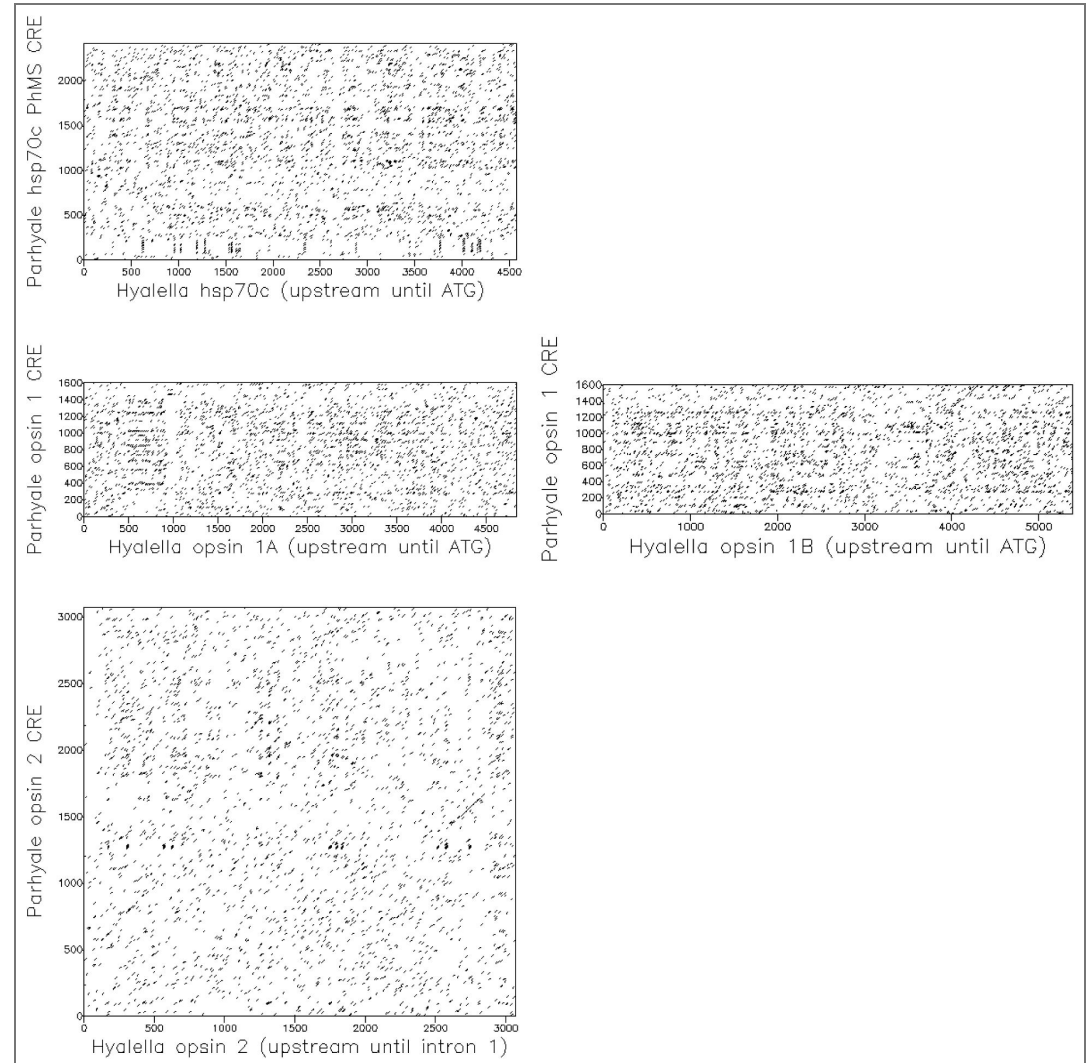 Parhyale hsp70c PhMS CRE
2000
1500
1000
500
0
0 500 1000 1500 2000 2500 3000 3500 4000 4500
Hyalella hsp70c (upstream until ATG)
Parhyale opsin 1 CRE
1600
1400
1200
1000
800
600
400
200
0
0 500 1000 1500 2000 2500 3000 3500 4000 4500
Hyalella opsin 1A (upstream until ATG)
Parhyale opsin 1 CRE
1600
1400
1200
1000
800
600
400
200
0
0 1000 2000 3000 4000 5000
Hyalella opsin 1B (upstream until ATG)
Parhyale opsin 2 CRE
3000
2500
2000
1500
1000
500
0
0 500 1000 1500 2000 2500 3000
Hyalella opsin 2 (upstream until intron 1)